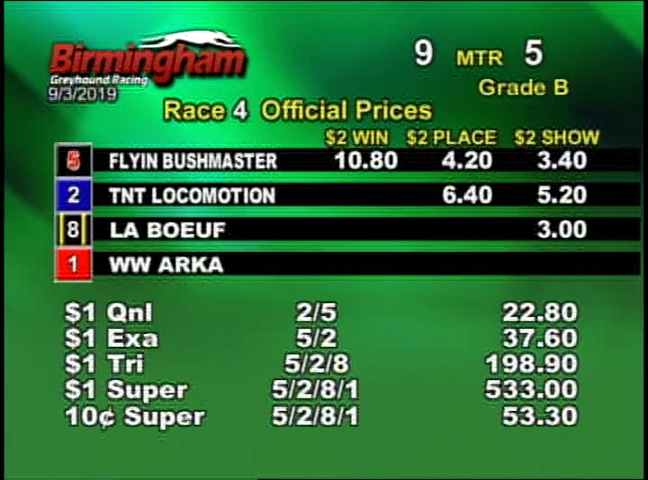 Birmingham
Greyhound Racing
9/3/2019
9 MTR 5
Grade B
Race 4 Official Prices
$2 WIN $2 PLACE $2 SHOW
5 FLYIN BUSHMASTER 10.80 4.20 3.40
2 TNT LOCOMOTION 6.40 5.20
8 LA BOEUF 3.00
1 WW ARKA
$1 Qnl 2/5 22.80
$1 Exa 5/2 37.60
$1 Tri 5/2/8 198.90
$1 Super 5/2/8/1 533.00
10¢ Super 5/2/8/1 53.30